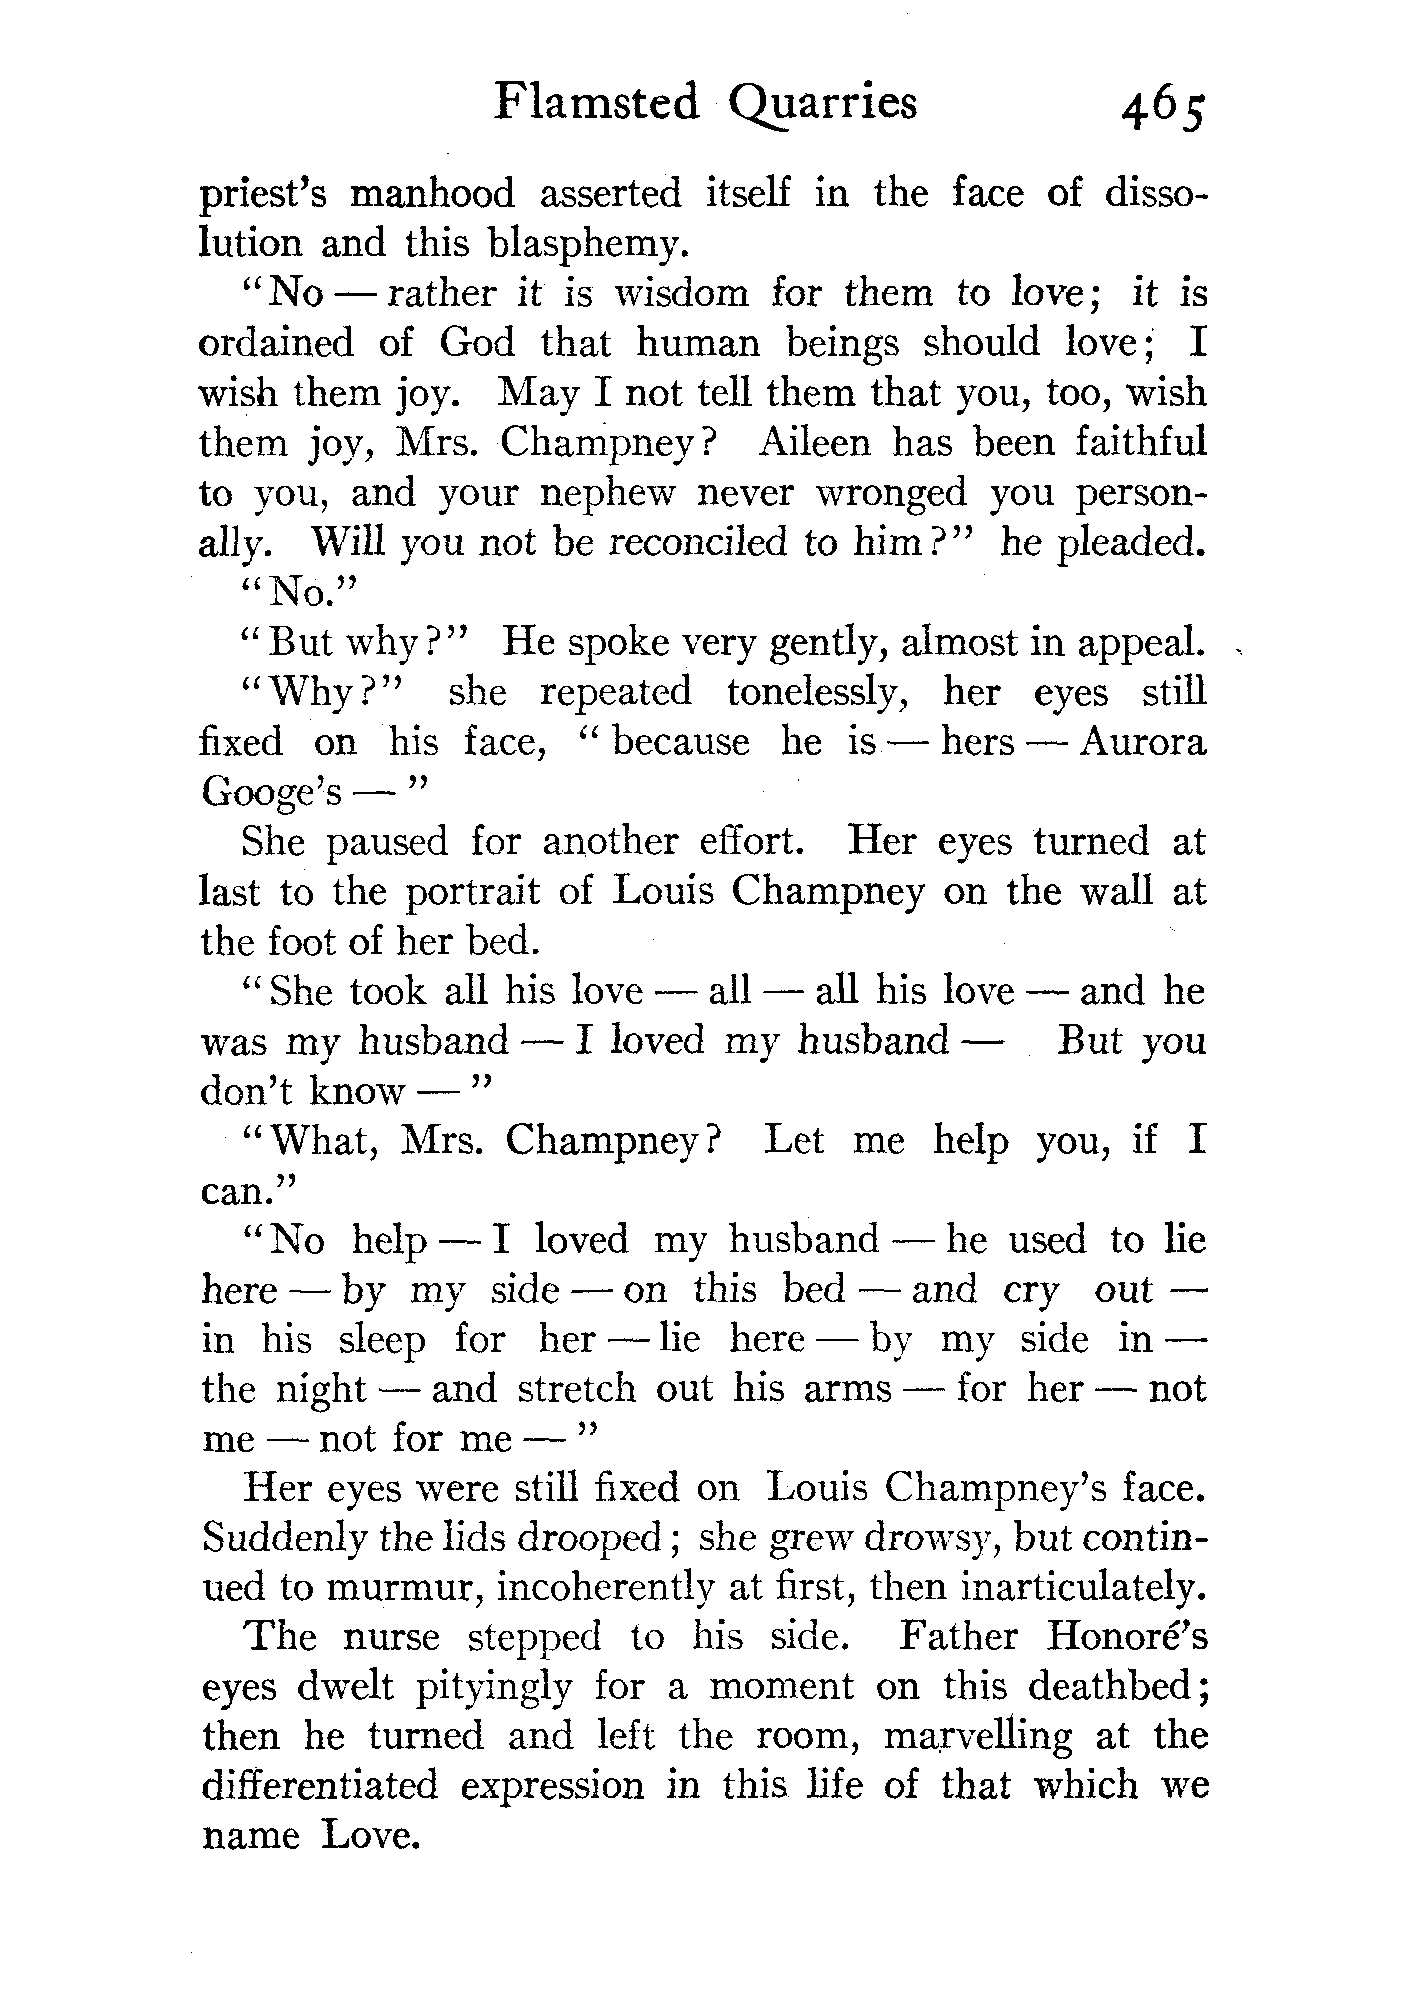 Flamsted Quarries 465
priest's manhood asserted itself in the face of disso-
lution and this blasphemy.
"No — rather it is wisdom for them to love; it is
ordained of God that human beings should love; I
wish them joy. May I not tell them that you, too, wish
them joy, Mrs. Champney? Aileen has been faithful
to you, and your nephew never wronged you person-
ally. Will you not be reconciled to him?" he pleaded.
"No."
"But why?" He spoke very gently, almost in appeal.
"Why?" she repeated tonelessly, her eyes still
fixed on his face, "because he is — hers — Aurora
Googe's — "
She paused for another effort. Her eyes turned at
last to the portrait of Louis Champney on the wall at
the foot of her bed.
"She took all his love — all — all his love — and he
was my husband — I loved my husband — But you
don't know — "
"What, Mrs. Champney? Let me help you, if I
can."
"No help — I loved my husband — he used to lie
here — by my side — on this bed — and cry out —
in his sleep for her — lie here — by my side in —
the night — and stretch out his arms — for her — not
me — not for me — "
Her eyes were still fixed on Louis Champney's face.
Suddenly the lids drooped; she grew drowsy, but contin-
ued to murmur, incoherently at first, then inarticulately.
The nurse stepped to his side. Father Honoré's
eyes dwelt pityingly for a moment on this deathbed;
then he turned and left the room, marvelling at the
differentiated expression in this life of that which we
name Love.